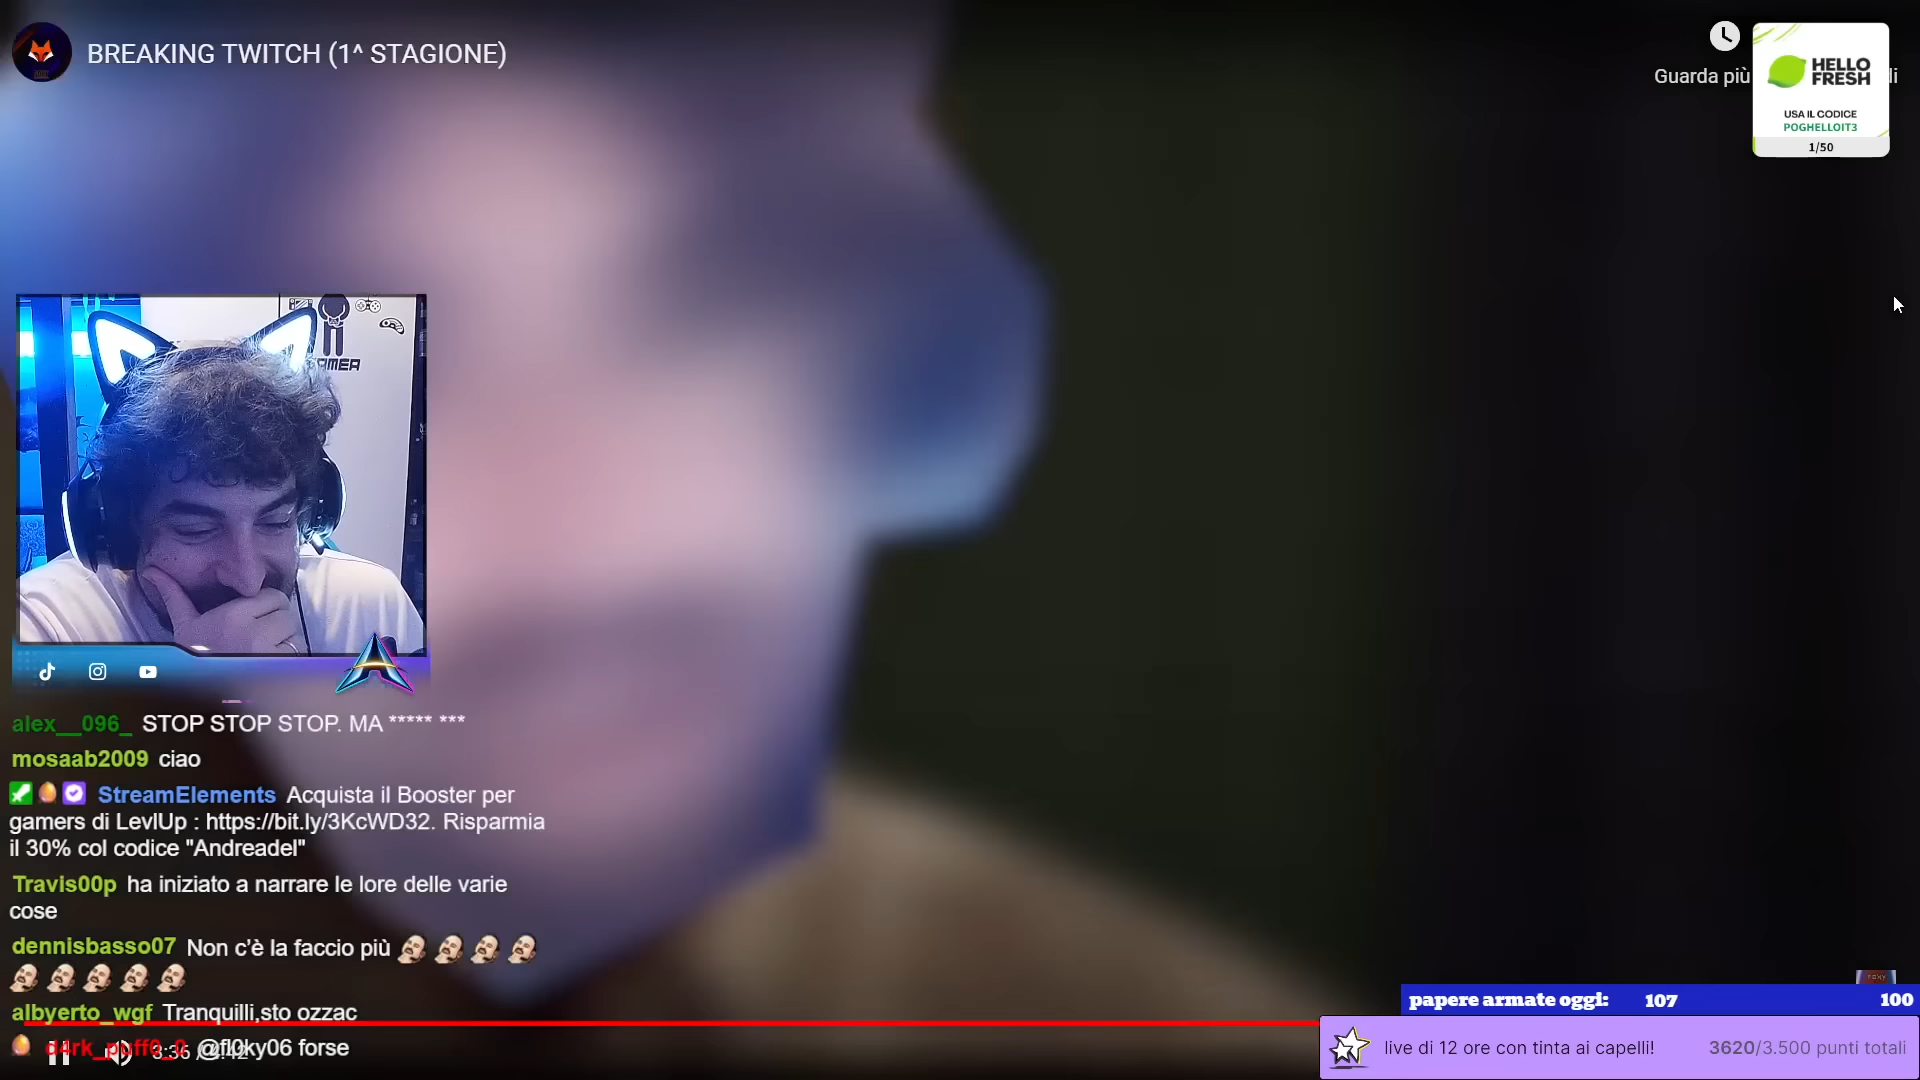 BREAKING TWITCH (1^ STAGIONE)
Guarda più
HELLO
FRESH
USA IL CODICE
POGHELLOIT3
1/50
alex__096_ STOP STOP STOP. MA ***** ***
mosaab2009 ciao
StreamElements Acquista il Booster per
gamers di LevlUp : https://bit.ly/3KcWD32. Risparmia
il 30% col codice "Andreadel"
Travis00p ha iniziato a narrare le lore delle varie
cose
dennisbasso07 Non c'è la faccio più
albyerto_wgf Tranquilli,sto ozzac
@fl0ky06 forse
papere armate oggi: 107 100
live di 12 ore con tinta ai capelli! 3620/3.500 punti totali